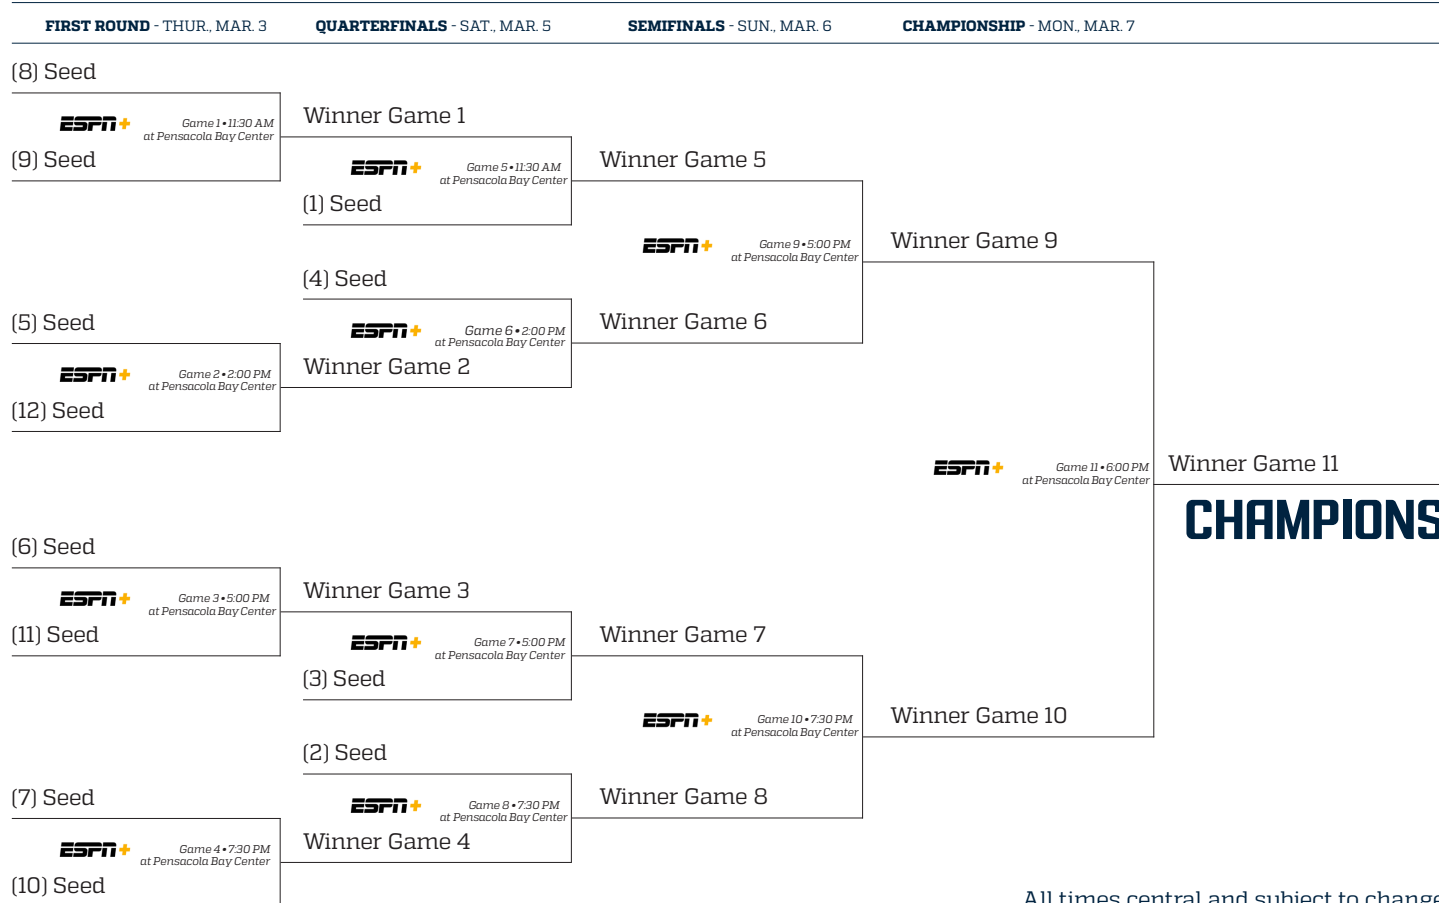 FIRST ROUND - THUR., MAR. 3
QUARTERFINALS - SAT., MAR. 5
SEMIFINALS - SUN., MAR. 6
CHAMPIONSHIP - MON., MAR. 7
(8) Seed
ESPN+
Game 1 • 11:30 AM
at Pensacola Bay Center
(9) Seed
(5) Seed
ESPN+
Game 2 • 2:00 PM
at Pensacola Bay Center
(12) Seed
(6) Seed
ESPN+
Game 3 • 5:00 PM
at Pensacola Bay Center
(11) Seed
(7) Seed
ESPN+
Game 4 • 7:30 PM
at Pensacola Bay Center
(10) Seed
Winner Game 1
ESPN+
Game 5 • 11:30 AM
at Pensacola Bay Center
(1) Seed
(4) Seed
ESPN+
Game 6 • 2:00 PM
at Pensacola Bay Center
Winner Game 2
Winner Game 3
ESPN+
Game 7 • 5:00 PM
at Pensacola Bay Center
(3) Seed
(2) Seed
ESPN+
Game 8 • 7:30 PM
at Pensacola Bay Center
Winner Game 4
Winner Game 5
ESPN+
Game 9 • 5:00 PM
at Pensacola Bay Center
Winner Game 6
Winner Game 7
ESPN+
Game 10 • 7:30 PM
at Pensacola Bay Center
Winner Game 8
Winner Game 9
ESPN+
Game 11 • 6:00 PM
at Pensacola Bay Center
Winner Game 10
Winner Game 11
CHAMPIONS
All times central and subject to change